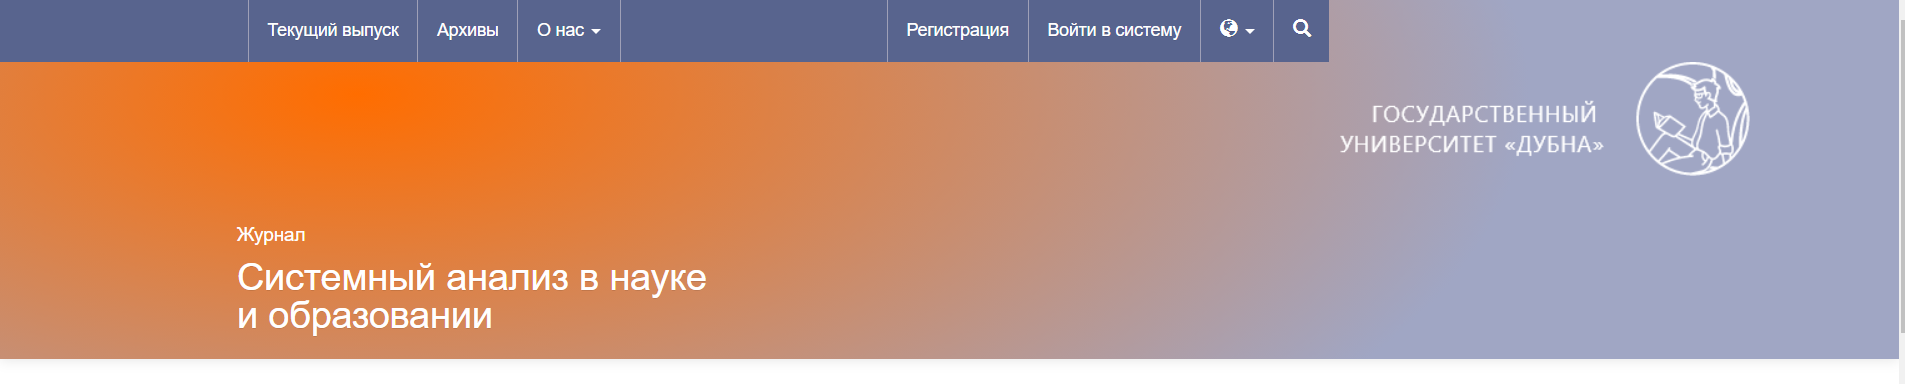 Текущий выпуск
Архивы
О нас
Регистрация
Войти в систему
ГОСУДАРСТВЕННЫЙ
УНИВЕРСИТЕТ «ДУБНА»
Журнал
Системный анализ в науке
и образовании